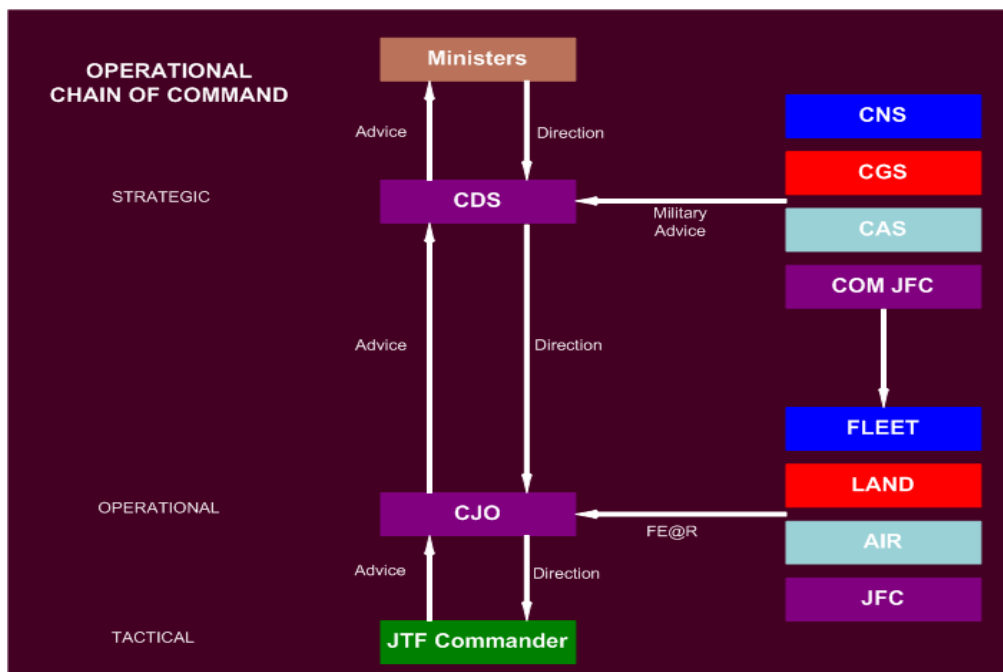 Ministers
OPERATIONAL
CHAIN OF COMMAND
CNS
Advice
Direction
CGS
STRATEGIC
CDS
Military
Advice
CAS
COM JFC
Advice
Direction
FLEET
LAND
OPERATIONAL
CJO
FE@R
AIR
Advice
Direction
JFC
TACTICAL
JTF Commander